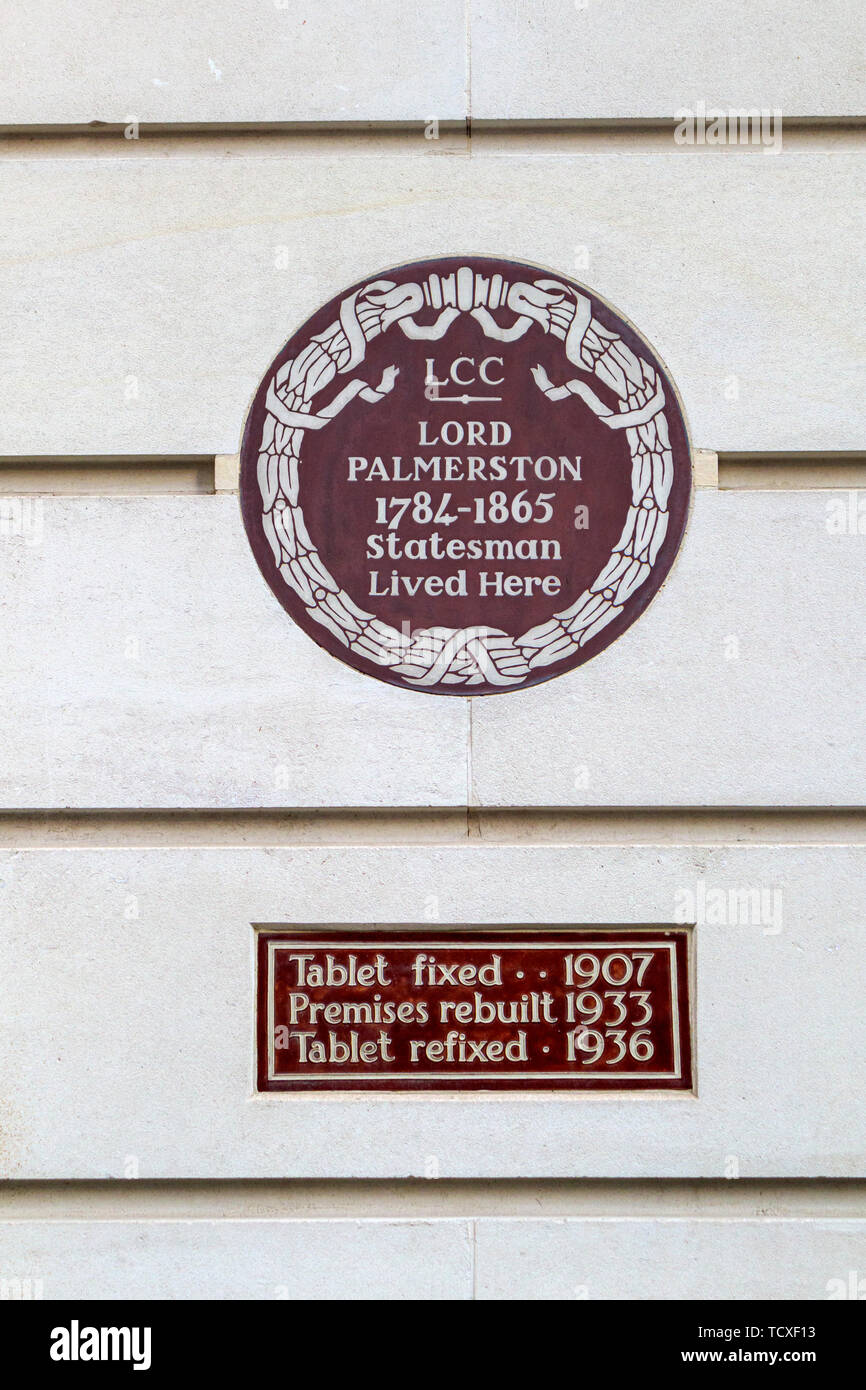 LCC
LORD
PALMERSTON
1784-1865
Statesman
Lived Here
Tablet fixed . . 1907
Premises rebuilt 1933
Tablet refixed . 1936
a
alamy
Image ID: TCXF13
www.alamy.com